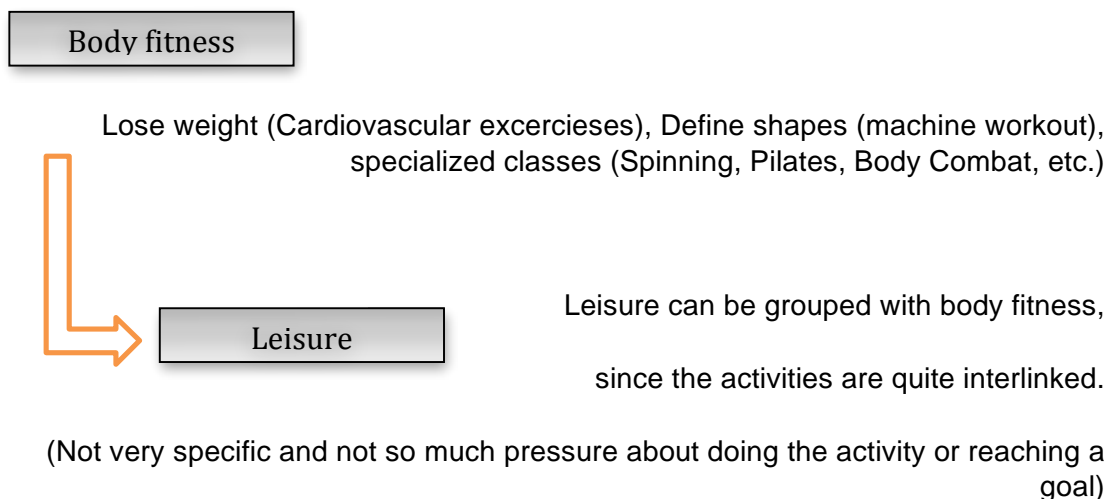 Body fitness
Lose weight (Cardiovascular excercieses), Define shapes (machine workout),
specialized classes (Spinning, Pilates, Body Combat, etc.)
Leisure can be grouped with body fitness,
Leisure
since the activities are quite interlinked.
(Not very specific and not so much pressure about doing the activity or reaching a
goal)